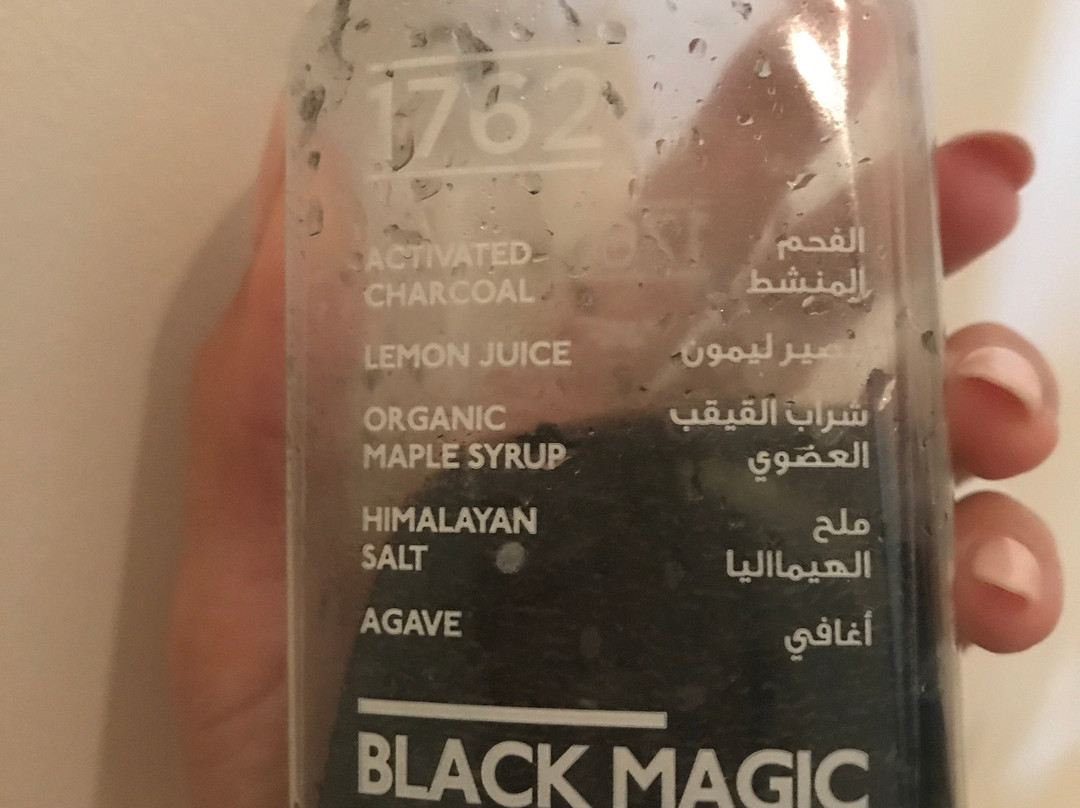 1762
ACTIVATED
CHARCOAL
الفحم
المنشط
LEMON JUICE
ليمون
ORGANIC
MAPLE SYRUP
شراب القيقب
العضوي
HIMALAYAN
SALT
ملح
الهيمااليا
AGAVE
أغافي
BLACK MAGIC